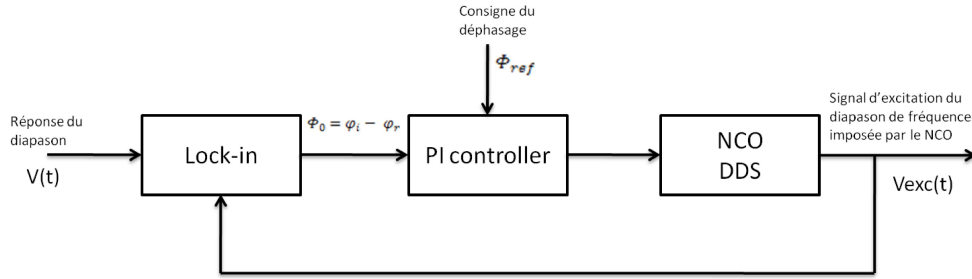 Consigne du
déphasage
Φref
Réponse du
diapason
V(t)
Lock-in
Φ0 = φi − φr
PI controller
NCO
DDS
Signal d'excitation du
diapason de fréquence
imposée par le NCO
Vexc(t)